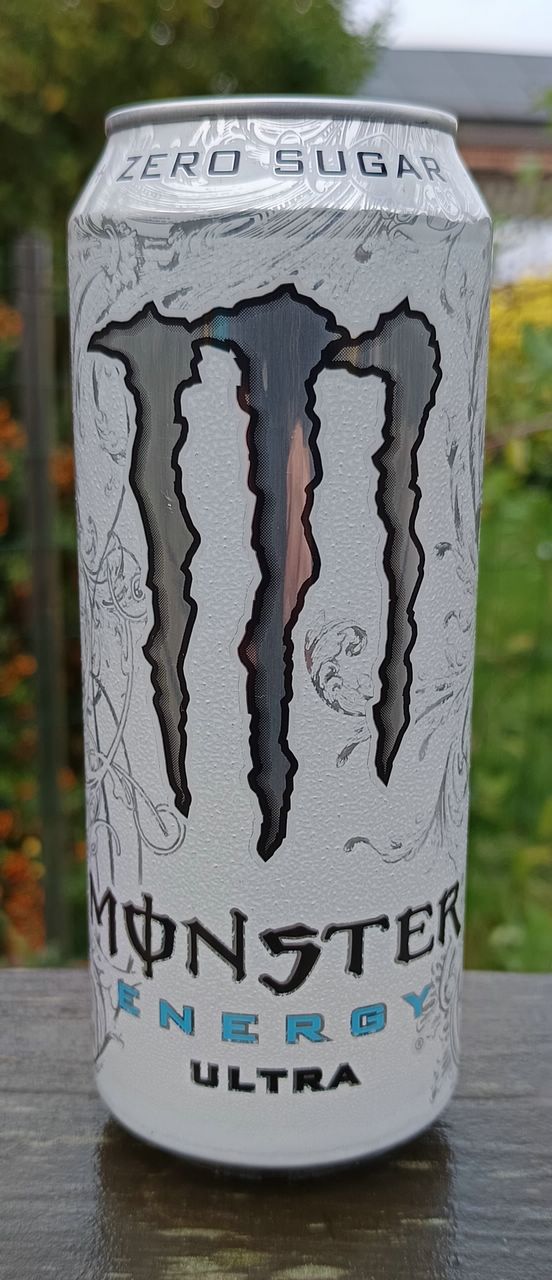 ZERO SUGAR
MONSTER
ENERGY
®
ULTRA